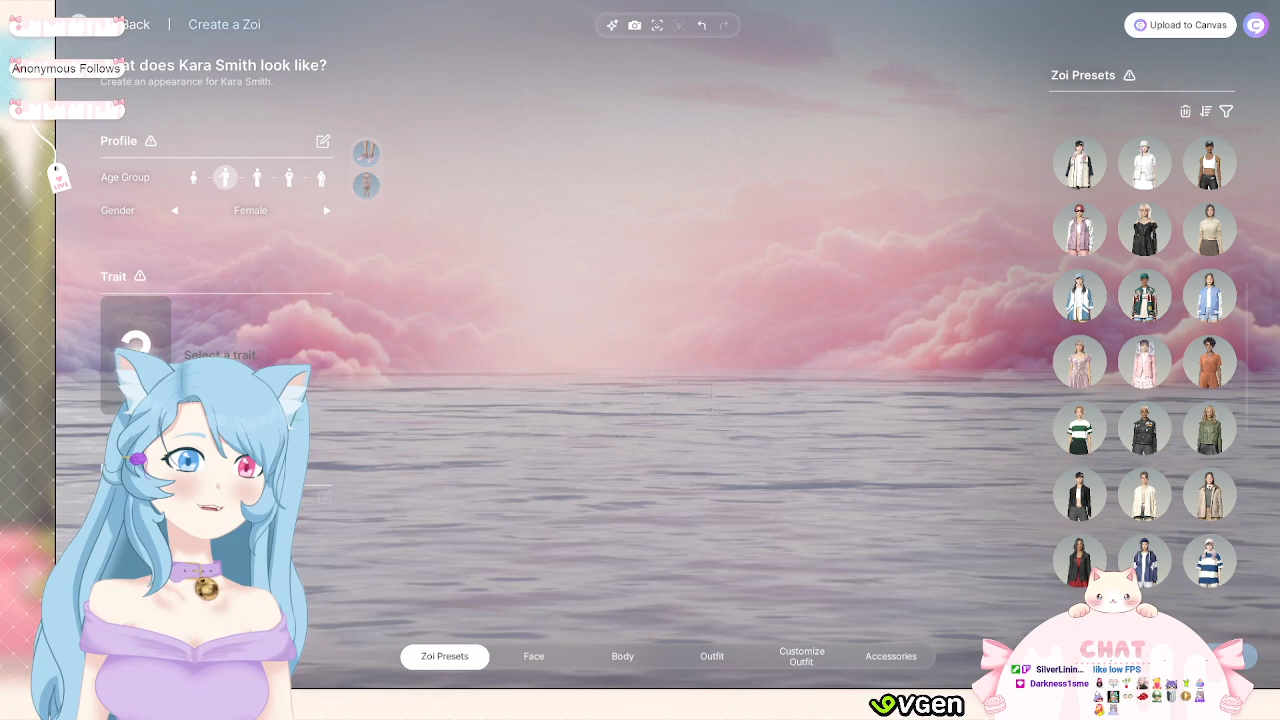 Back | Create a Zoi
Upload to Canvas
Anonymous Follows
What does Kara Smith look like?
Create an appearance for Kara Smith.
Zoi Presets
Profile
Age Group
Gender
Female
Trait
Select a trait
LIVE
Zoi Presets
Face
Body
Outfit
Customize
Outfit
Accessories
CHAT
SilverLinin... like low FPS
Darkness1sme
VGen